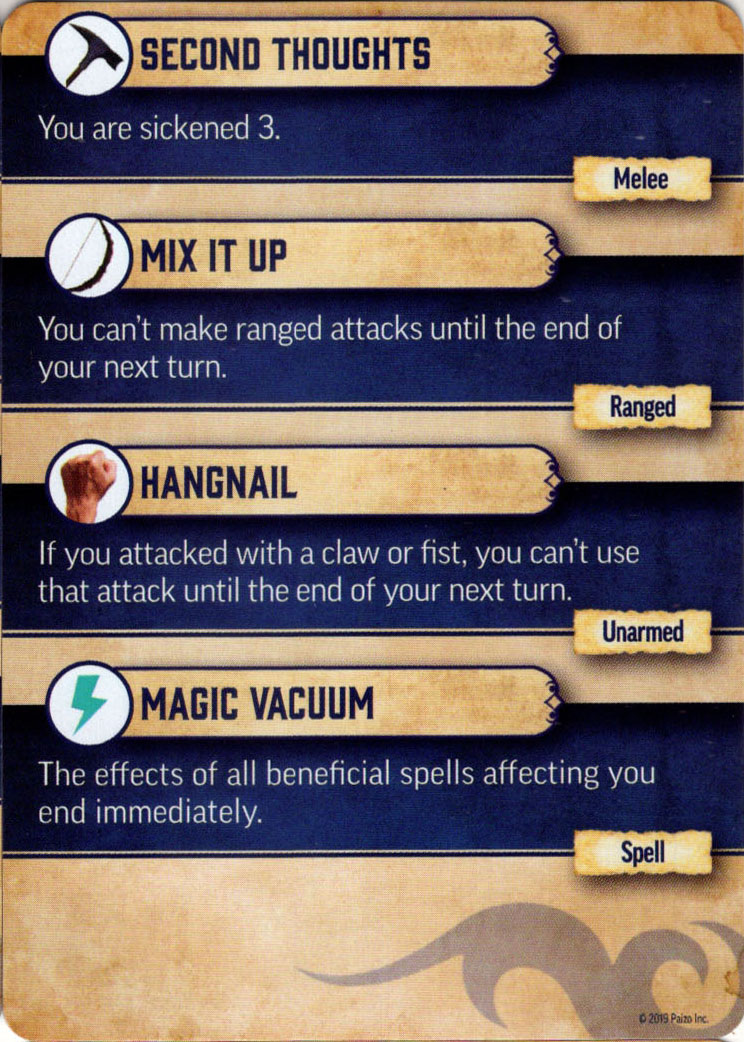 SECOND THOUGHTS
You are sickened 3.
Melee
MIX IT UP
You can't make ranged attacks until the end of
your next turn.
Ranged
HANGNAIL
If you attacked with a claw or fist, you can't use
that attack until the end of your next turn.
Unarmed
MAGIC VACUUM
The effects of all beneficial spells affecting you
end immediately.
Spell
© 2019 Paizo Inc.